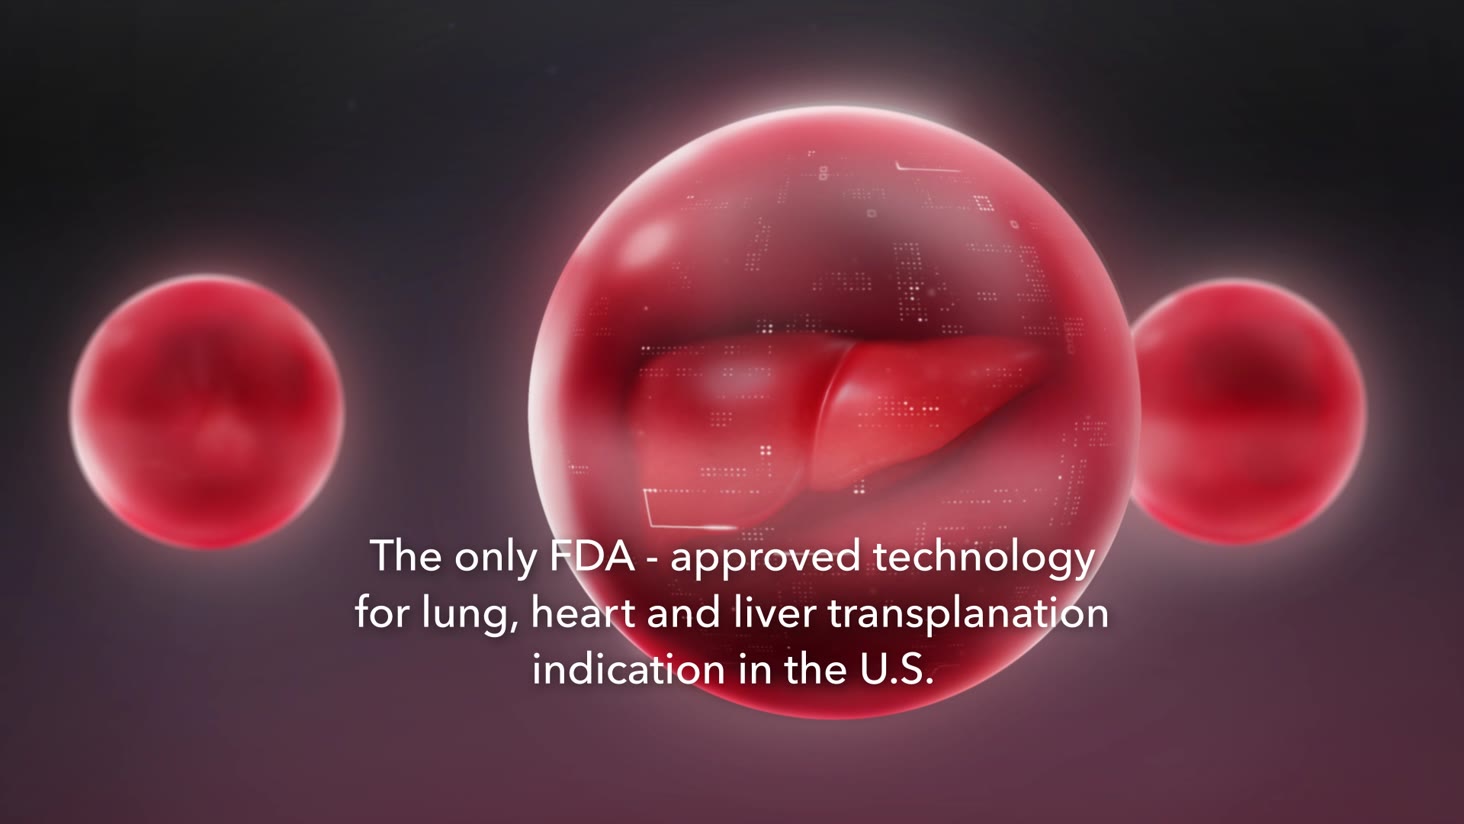 The only FDA - approved technology
for lung, heart and liver transplanation
indication in the U.S.